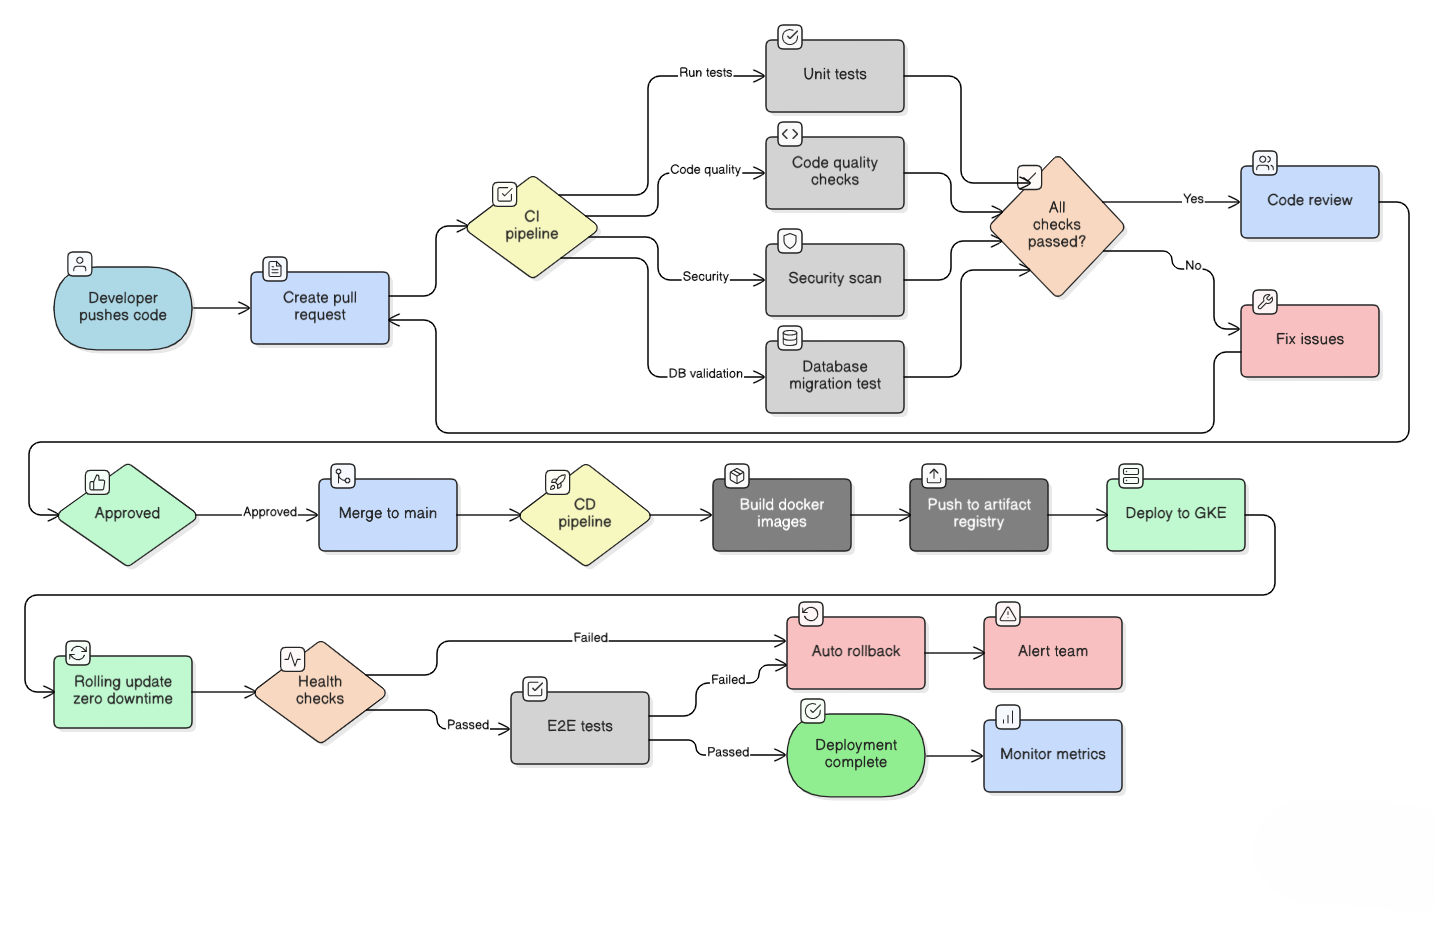 Run tests
Unit tests
Code quality
Code quality
checks
CI
pipeline
All
checks
passed?
Yes
Code review
Developer
pushes code
Create pull
request
Security
Security scan
No
Fix issues
DB validation
Database
migration test
Approved
Approved
Merge to main
CD
pipeline
Build docker
images
Push to artifact
registry
Deploy to GKE
Rolling update
zero downtime
Health
checks
Failed
Auto rollback
Alert team
Passed
E2E tests
Failed
Passed
Deployment
complete
Monitor metrics